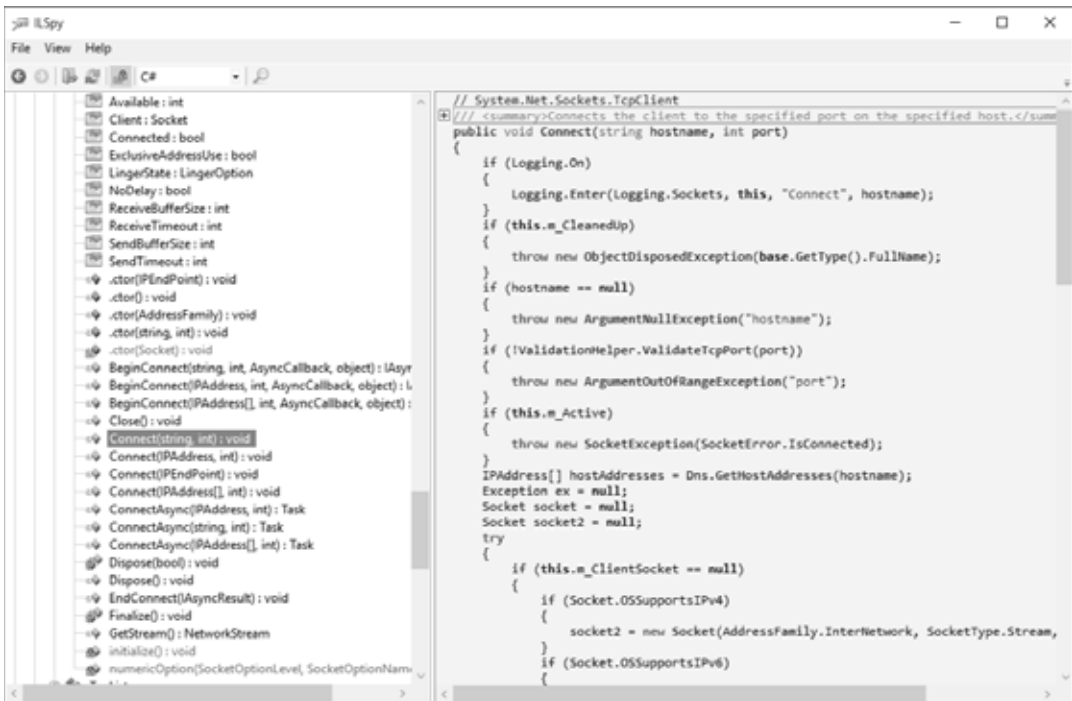 ILSpy
File View Help
C#
Available : int
Client : Socket
Connected : bool
ExclusiveAddressUse : bool
LingerState : LingerOption
NoDelay : bool
ReceiveBufferSize : int
ReceiveTimeout : int
SendBufferSize : int
SendTimeout : int
.ctor(IPEndPoint) : void
.ctor() : void
.ctor(AddressFamily) : void
.ctor(string, int) : void
.ctor(Socket) : void
BeginConnect(string, int, AsyncCallback, object) : IAsyr
BeginConnect(IPAddress, int, AsyncCallback, object) : I
BeginConnect(IPAddress[], int, AsyncCallback, object) :
Close() : void
Connect(string, int) : void
Connect(IPAddress, int) : void
Connect(IPEndPoint) : void
Connect(IPAddress[], int) : void
ConnectAsync(IPAddress, int) : Task
ConnectAsync(string, int) : Task
ConnectAsync(IPAddress[], int) : Task
Dispose(bool) : void
Dispose() : void
EndConnect(IAsyncResult) : void
Finalize() : void
GetStream() : NetworkStream
initialize() : void
numericOption(SocketOptionLevel, SocketOptionName
// System.Net.Sockets.TcpClient
/// <summary>Connects the client to the specified port on the specified host.</summ
public void Connect(string hostname, int port)
{
if (Logging.On)
{
Logging.Enter(Logging.Sockets, this, "Connect", hostname);
}
if (this.m_CleanedUp)
{
throw new ObjectDisposedException(base.GetType().FullName);
}
if (hostname == null)
{
throw new ArgumentNullException("hostname");
}
if (!ValidationHelper.ValidateTcpPort(port))
{
throw new ArgumentOutOfRangeException("port");
}
if (this.m_Active)
{
throw new SocketException(SocketError.IsConnected);
}
IPAddress[] hostAddresses = Dns.GetHostAddresses(hostname);
Exception ex = null;
Socket socket = null;
Socket socket2 = null;
try
{
if (this.m_ClientSocket == null)
{
if (Socket.OSSupportsIPv4)
{
socket2 = new Socket(AddressFamily.InterNetwork, SocketType.Stream,
}
if (Socket.OSSupportsIPv6)
{